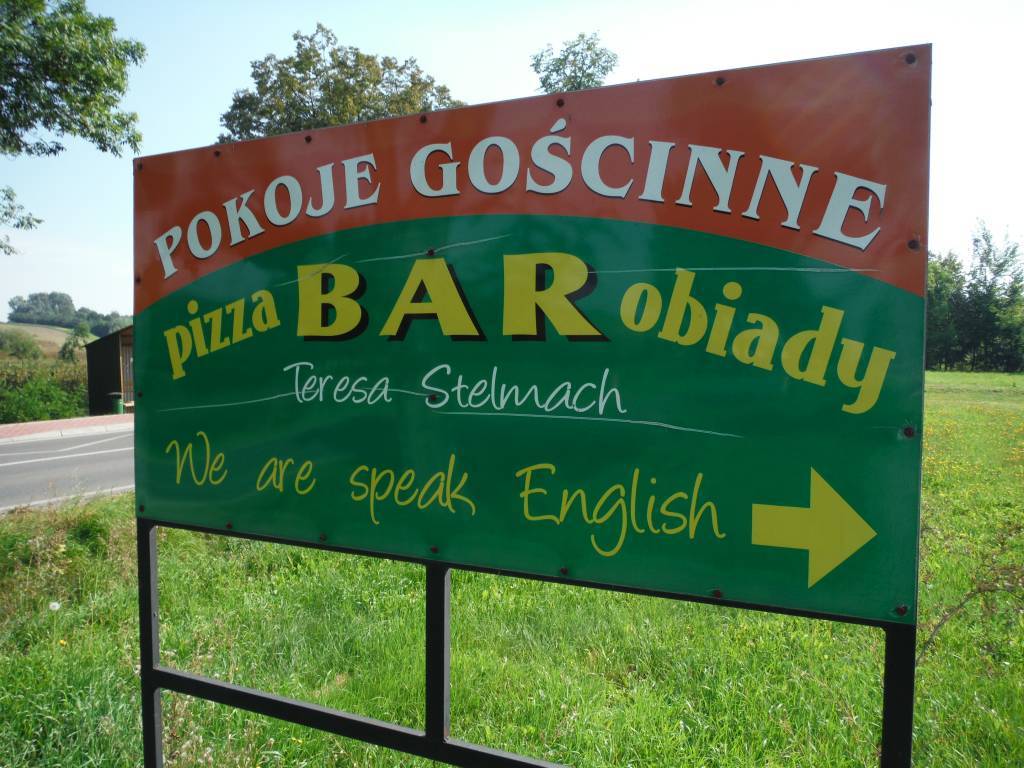 POKOJE GOŚCINNE
pizza BAR obiady
Teresa Stelmach
We are speak English